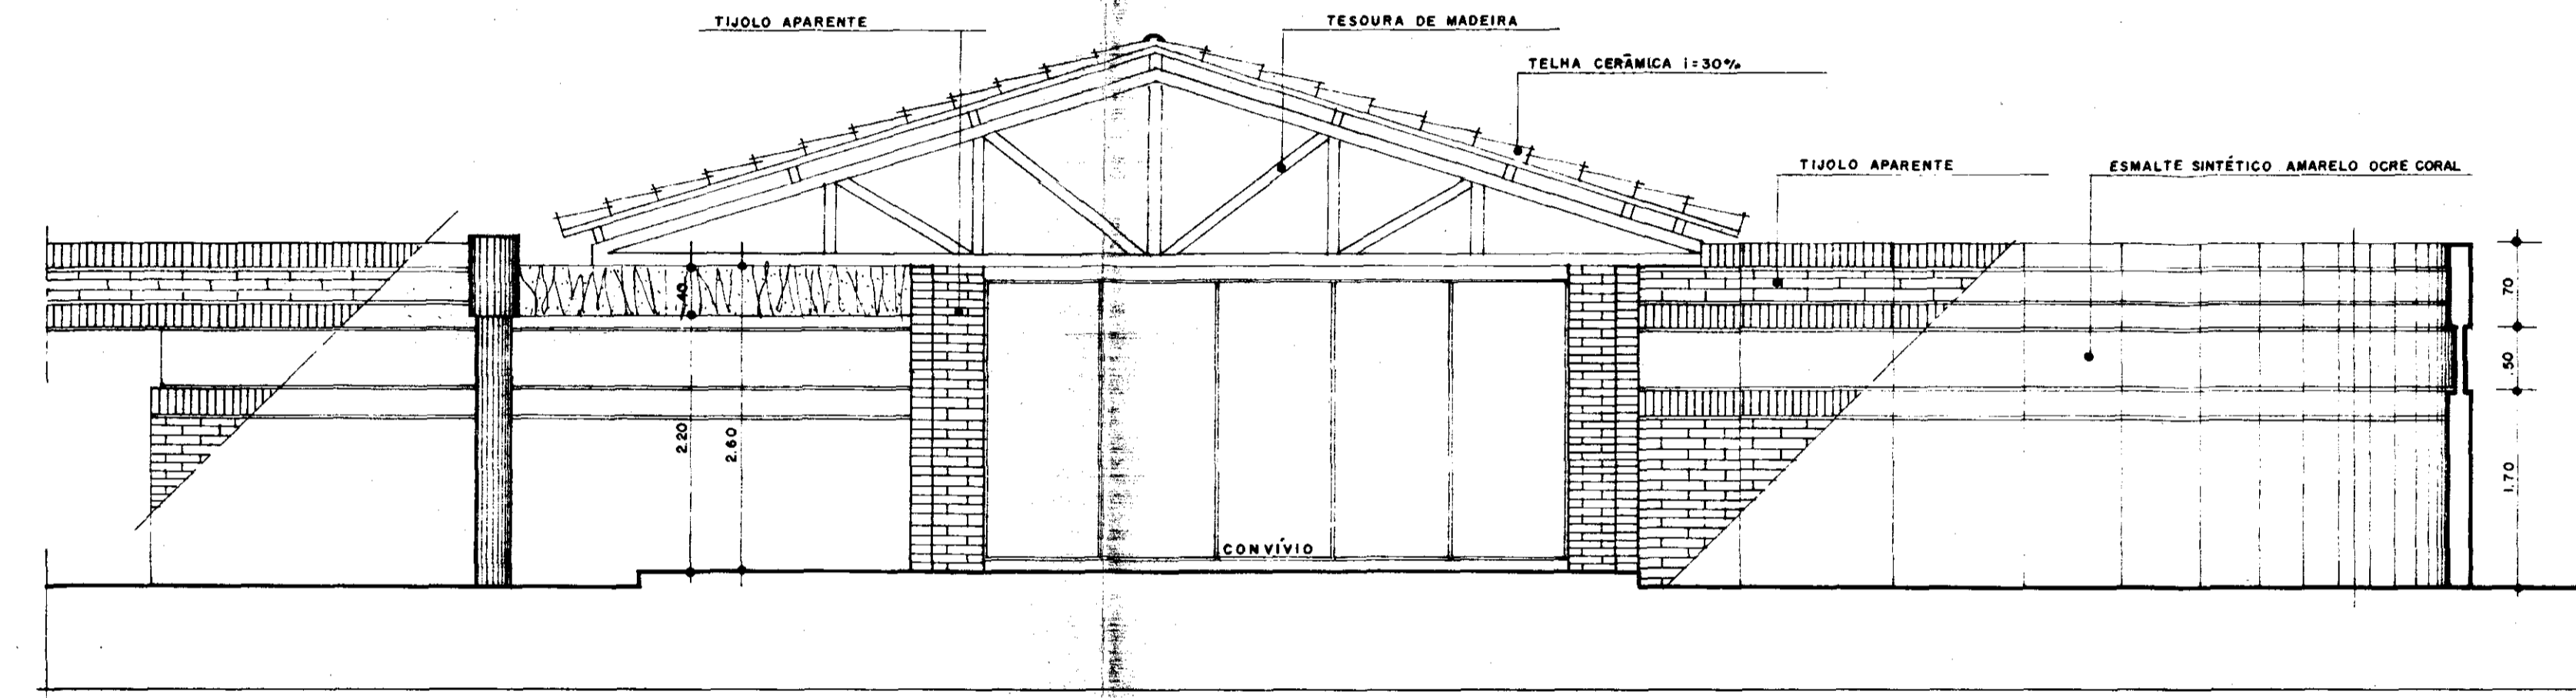 TIJOLO APARENTE
TESOURA DE MADEIRA
TELHA CERÂMICA i=30%
TIJOLO APARENTE
ESMALTE SINTÉTICO AMARELO OCRE CORAL
.40
70
.50
2.20
2.60
1.70
CONVÍVIO